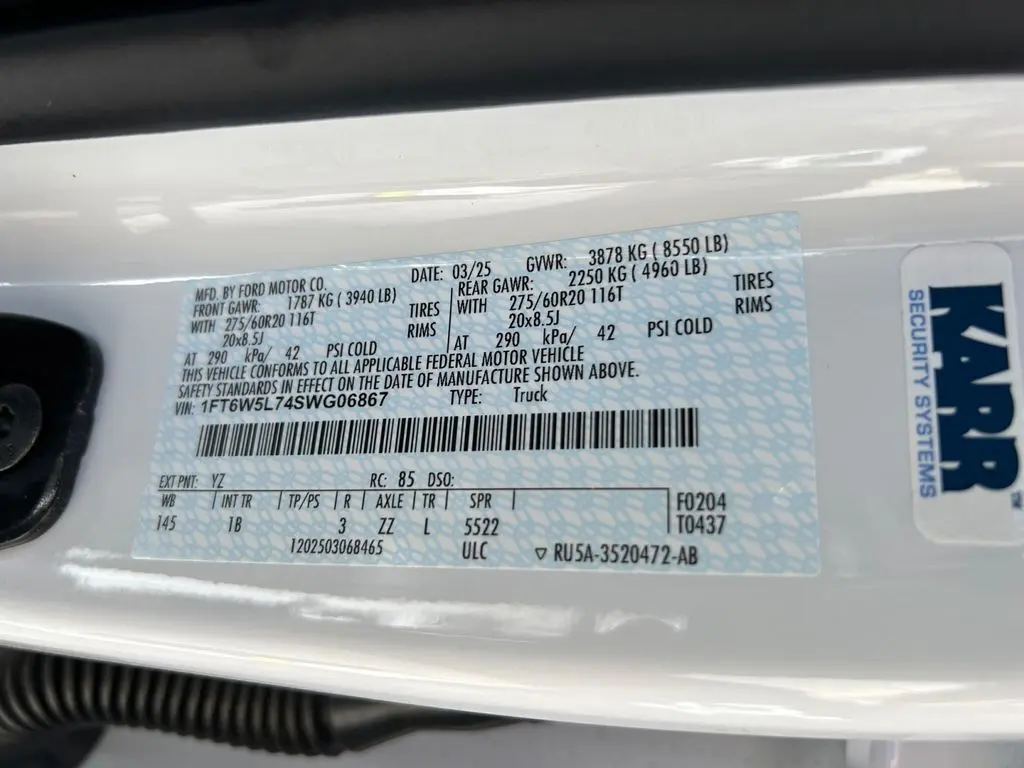 MFD. BY FORD MOTOR CO. DATE: 03/25 GVWR: 3878 KG ( 8550 LB)
FRONT GAWR: 1787 KG ( 3940 LB) REAR GAWR: 2250 KG ( 4960 LB)
WITH 275/60R20 116T TIRES WITH 275/60R20 116T TIRES
20x8.5J RIMS 20x8.5J RIMS
AT 290 kPa/ 42 PSI COLD AT 290 kPa/ 42 PSI COLD
THIS VEHICLE CONFORMS TO ALL APPLICABLE FEDERAL MOTOR VEHICLE
SAFETY STANDARDS IN EFFECT ON THE DATE OF MANUFACTURE SHOWN ABOVE.
VIN: 1FT6W5L74SWG06867 TYPE: Truck
EXT PNT: YZ RC: 85 DSO:
WB INT TR TP/PS R AXLE TR SPR F0204
145 1B 3 ZZ L 5522 T0437
1202503068465 ULC ▽ RU5A-3520472-AB
KARR™
SECURITY SYSTEMS